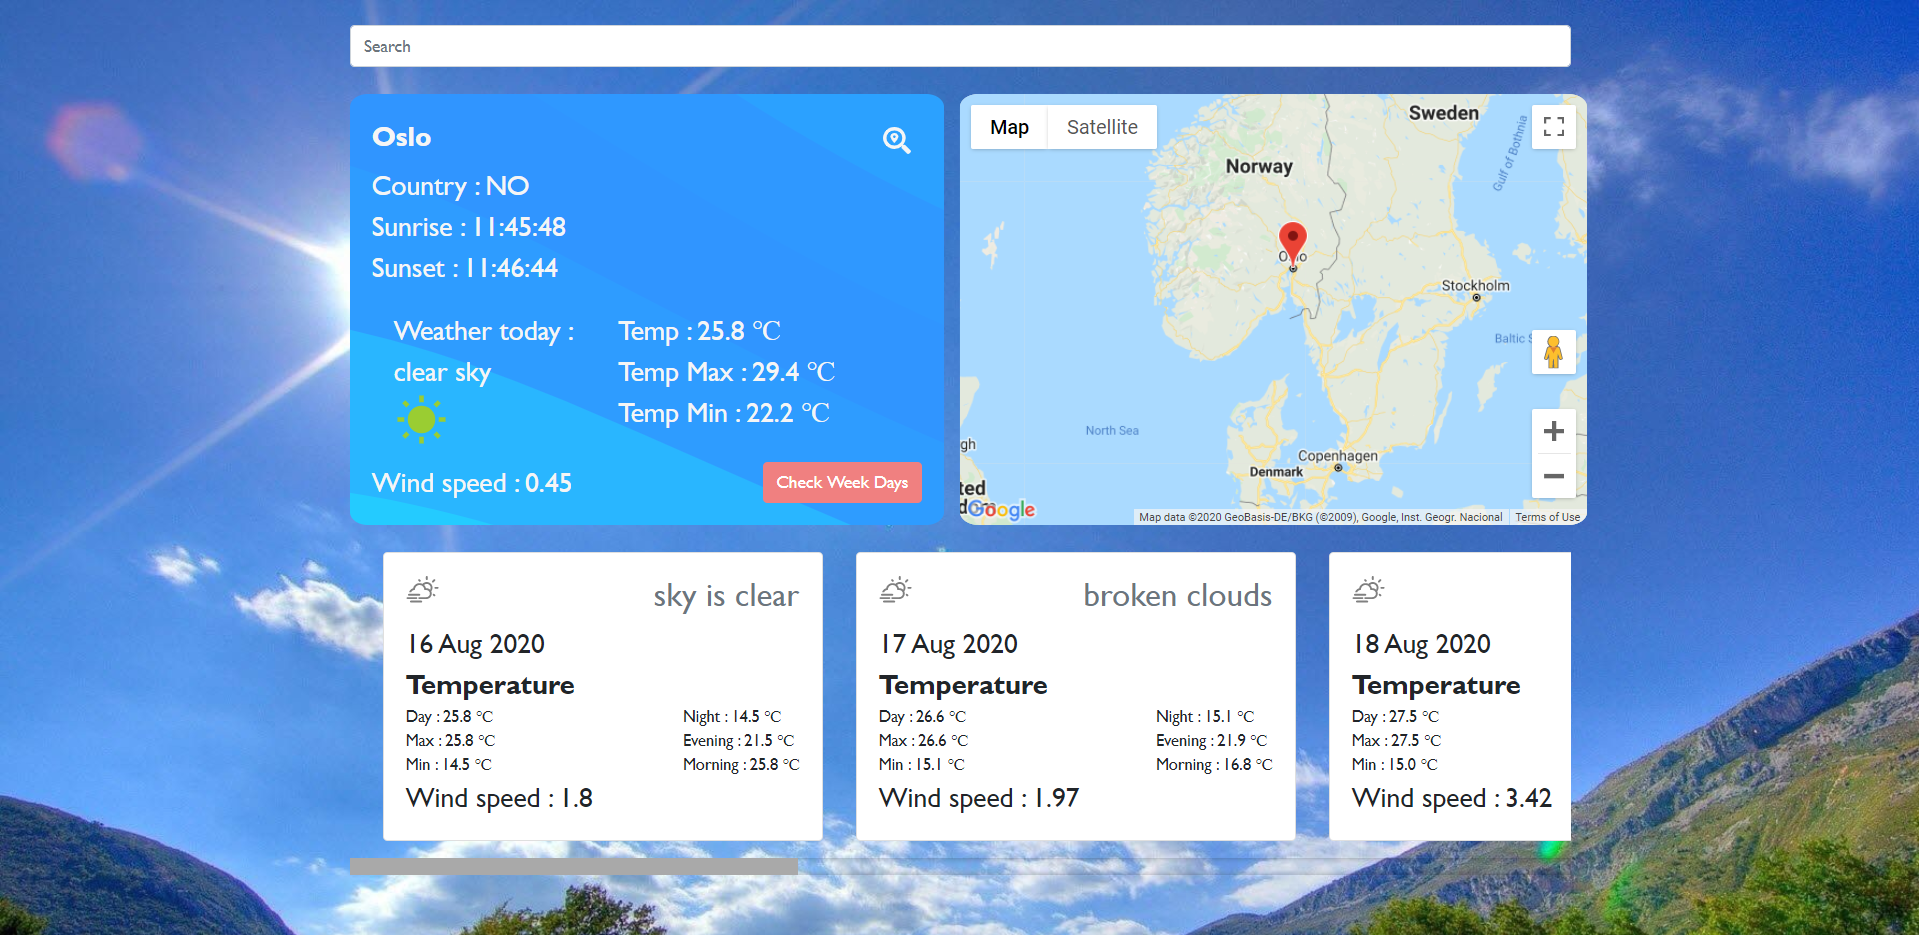 Search
Oslo
Country : NO
Sunrise : 11:45:48
Sunset : 11:46:44
Weather today :
clear sky
Temp : 25.8 °C
Temp Max : 29.4 °C
Temp Min : 22.2 °C
Wind speed : 0.45
Check Week Days
Map
Satellite
Sweden
Norway
Gulf of Bothnia
Oslo
Stockholm
Baltic S
North Sea
gh
Copenhagen
Denmark
ted
Google
Map data ©2020 GeoBasis-DE/BKG (©2009), Google, Inst. Geogr. Nacional
Terms of Use
sky is clear
16 Aug 2020
Temperature
Day : 25.8 °C
Night : 14.5 °C
Max : 25.8 °C
Evening : 21.5 °C
Min : 14.5 °C
Morning : 25.8 °C
Wind speed : 1.8
broken clouds
17 Aug 2020
Temperature
Day : 26.6 °C
Night : 15.1 °C
Max : 26.6 °C
Evening : 21.9 °C
Min : 15.1 °C
Morning : 16.8 °C
Wind speed : 1.97
18 Aug 2020
Temperature
Day : 27.5 °C
Max : 27.5 °C
Min : 15.0 °C
Wind speed : 3.42